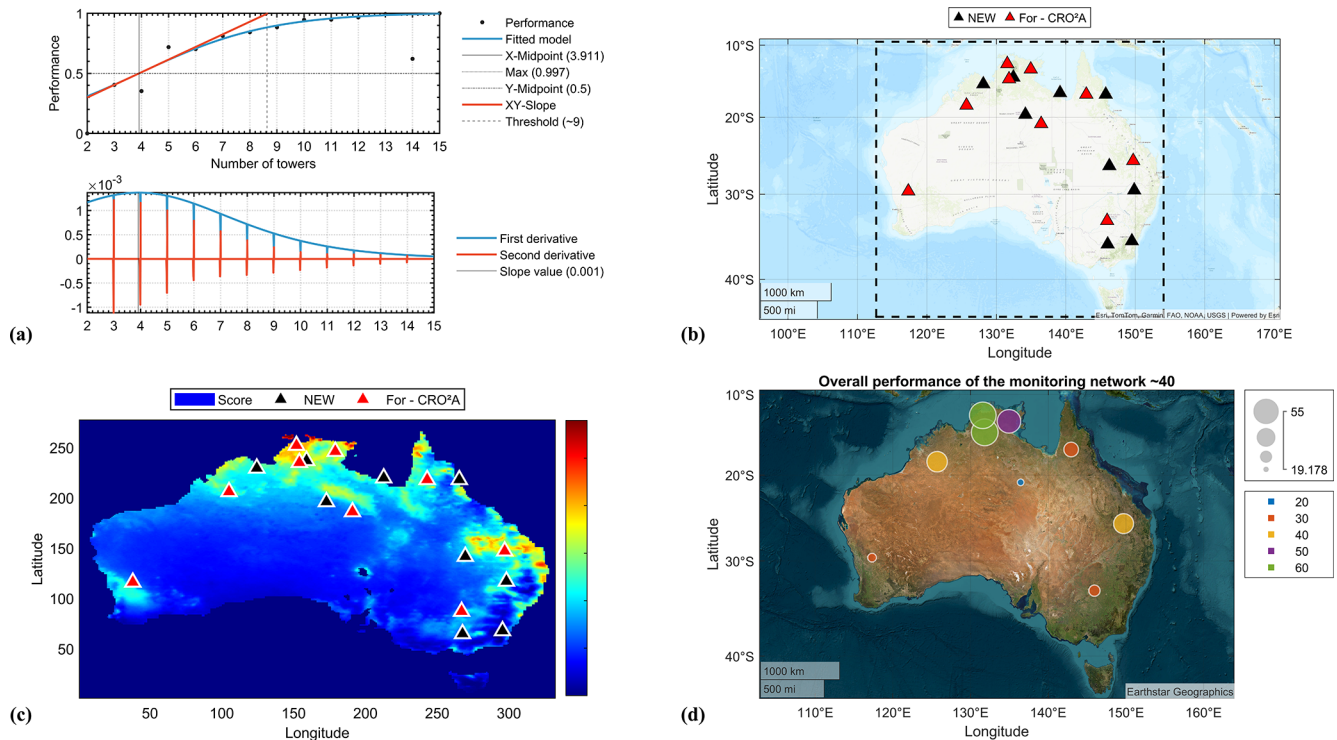 1
0.5
0
Performance
2 3 4 5 6 7 8 9 10 11 12 13 14 15
Number of towers
Performance
Fitted model
X-Midpoint (3.911)
Max (0.997)
Y-Midpoint (0.5)
XY-Slope
Threshold (~9)
×10⁻³
1
0.5
0
-0.5
-1
2 3 4 5 6 7 8 9 10 11 12 13 14 15
First derivative
Second derivative
Slope value (0.001)
(a)
NEW For - CRO²A
10°S
20°S
30°S
40°S
Latitude
1000 km
500 mi
Esri, TomTom, Garmin, FAO, NOAA, USGS | Powered by Esri
100°E 110°E 120°E 130°E 140°E 150°E 160°E 170°E
Longitude
(b)
Score NEW For - CRO²A
250
200
150
100
50
Latitude
50 100 150 200 250 300
Longitude
(c)
Overall performance of the monitoring network ~40
10°S
20°S
30°S
40°S
Latitude
1000 km
500 mi
Earthstar Geographics
110°E 120°E 130°E 140°E 150°E 160°E
Longitude
55
19.178
20
30
40
50
60
(d)